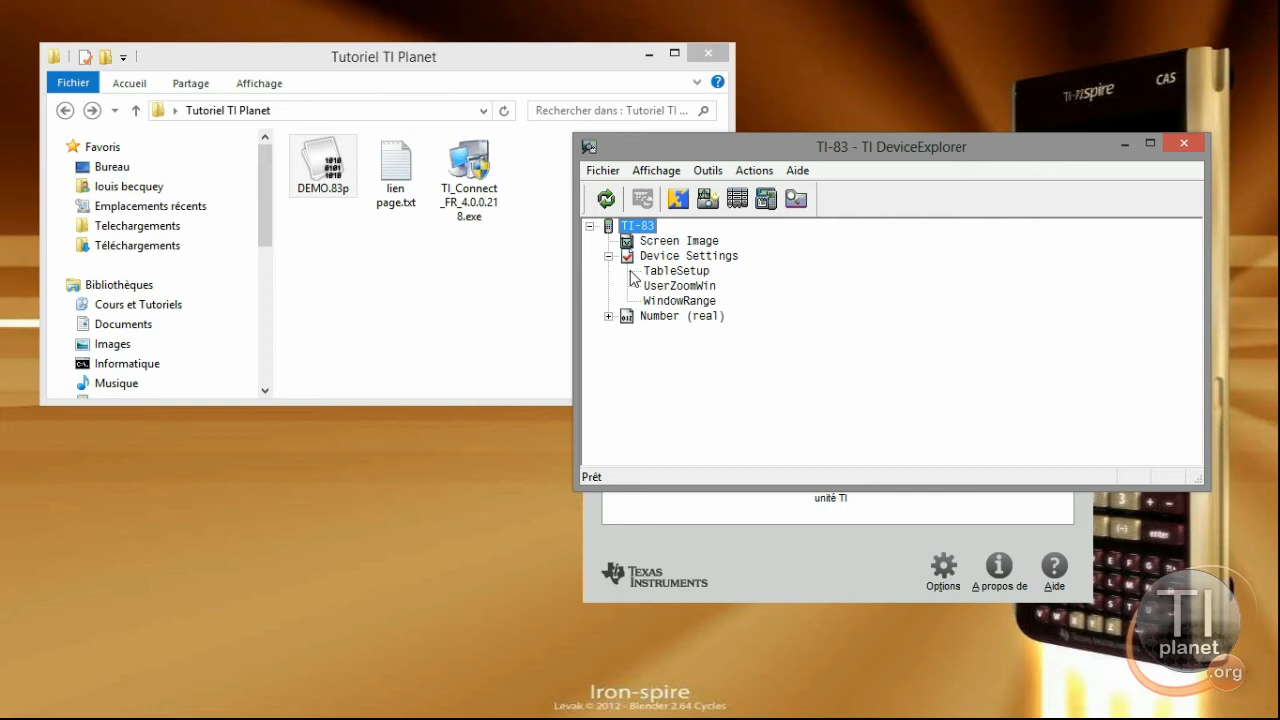 Tutoriel TI Planet
Fichier
Accueil
Partage
Affichage
Tutoriel TI Planet
Rechercher dans : Tutoriel TI ...
Favoris
Bureau
louis becquey
Emplacements récents
Telechargements
Téléchargements
Bibliothèques
Cours et Tutoriels
Documents
Images
Informatique
Musique
DEMO.83p
lien
page.txt
TI_Connect
_FR_4.0.0.21
8.exe
TI-83 - TI DeviceExplorer
Fichier
Affichage
Outils
Actions
Aide
TI-83
Screen Image
Device Settings
TableSetup
UserZoomWin
WindowRange
Number (real)
Prêt
unité TI
TEXAS
INSTRUMENTS
Options
A propos de
Aide
TI-nspire
CAS
enter
TI
planet
.org
Iron-spire
Levak © 2012 - Blender 2.64 Cycles